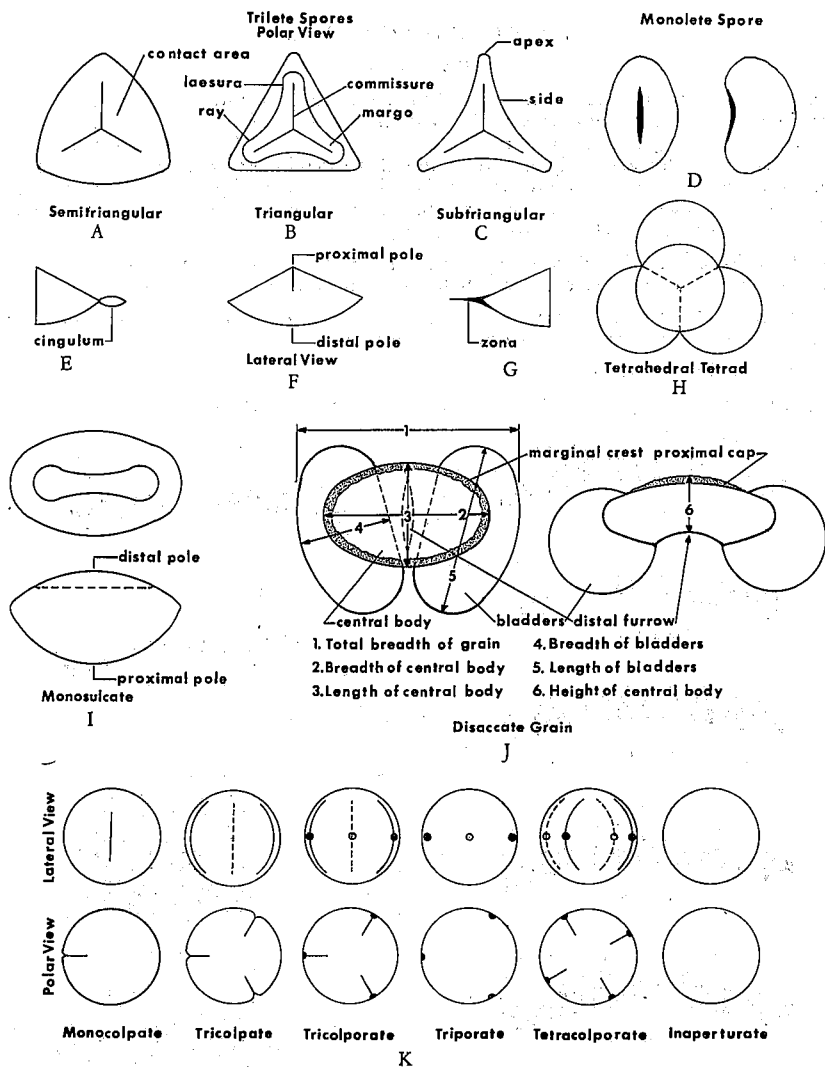 Trilete Spores
Polar View
Monolete Spore
contact area
laesura
commissure
ray
margo
apex
side
Semitriangular
A
Triangular
B
Subtriangular
C
D
cingulum
E
proximal pole
distal pole
Lateral View
F
zona
G
Tetrahedral Tetrad
H
distal pole
proximal pole
Monosulcate
I
1
2
3
4
5
marginal crest
proximal cap
6
central body
bladders
distal furrow
1. Total breadth of grain
2. Breadth of central body
3. Length of central body
4. Breadth of bladders
5. Length of bladders
6. Height of central body
Disaccate Grain
J
Lateral View
Polar View
Monocolpate
Tricolpate
Tricolporate
Triporate
Tetracolporate
Inaperturate
K